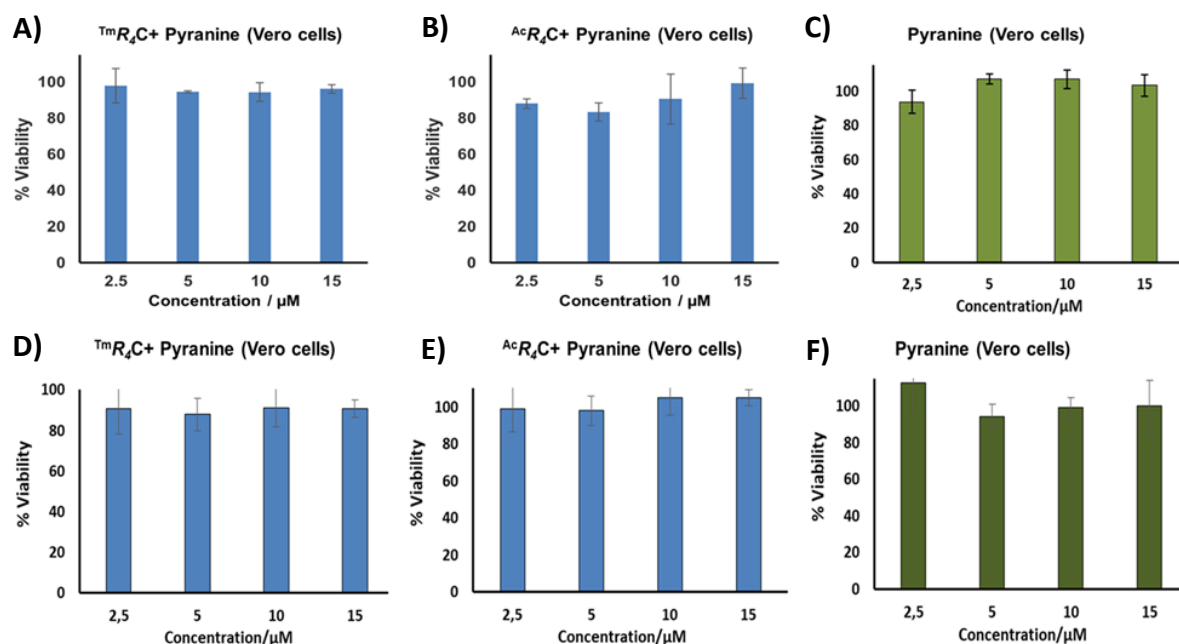 A)
ᵀᵐR₄C+ Pyranine (Vero cells)
% Viability
100
80
60
40
20
0
2.5 5 10 15
Concentration / µM
B)
ᴬᶜR₄C+ Pyranine (Vero cells)
% Viability
100
80
60
40
20
0
2.5 5 10 15
Concentration / µM
C)
Pyranine (Vero cells)
% Viability
100
80
60
40
20
0
2,5 5 10 15
Concentration/µM
D)
ᵀᵐR₄C+ Pyranine (Vero cells)
% Viability
100
80
60
40
20
0
2,5 5 10 15
Concentration/µM
E)
ᴬᶜR₄C+ Pyranine (Vero cells)
% Viability
100
80
60
40
20
0
2,5 5 10 15
Concentration/µM
F)
Pyranine (Vero cells)
% Viability
100
80
60
40
20
0
2,5 5 10 15
Concentration/µM